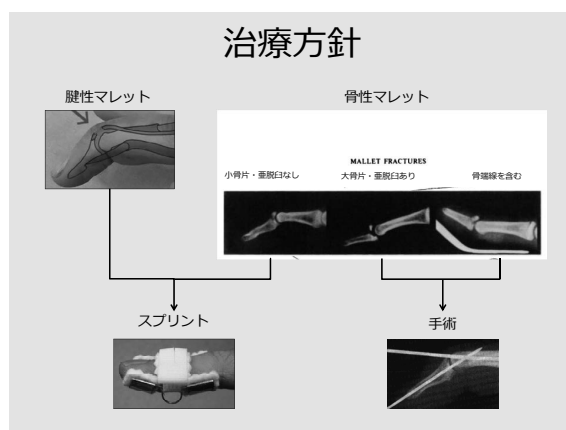 治療方針
腱性マレット
骨性マレット
MALLET FRACTURES
小骨片・亜脱臼なし
大骨片・亜脱臼あり
骨端線を含む
スプリント
手術